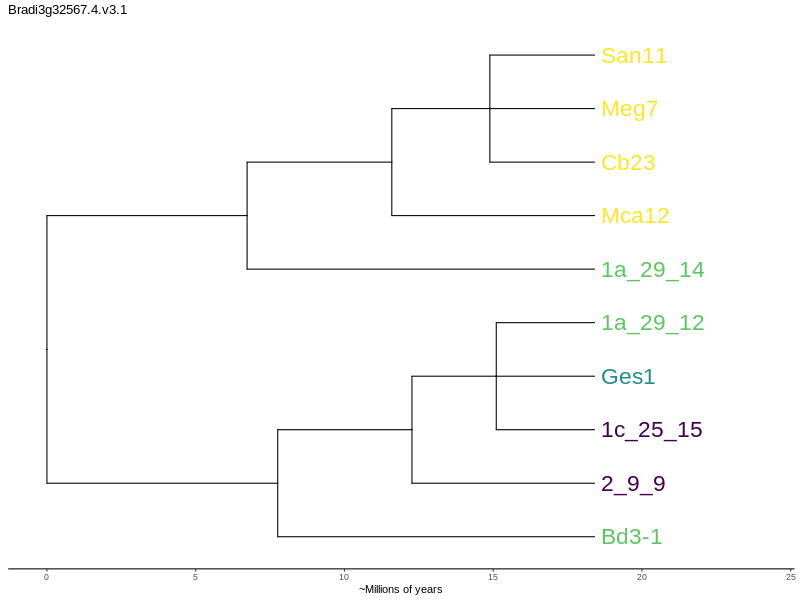 Bradi3g32567.4.v3.1
San11
Meg7
Cb23
Mca12
1a_29_14
1a_29_12
Ges1
1c_25_15
2_9_9
Bd3-1
0 5 10 15 20 25
~Millions of years